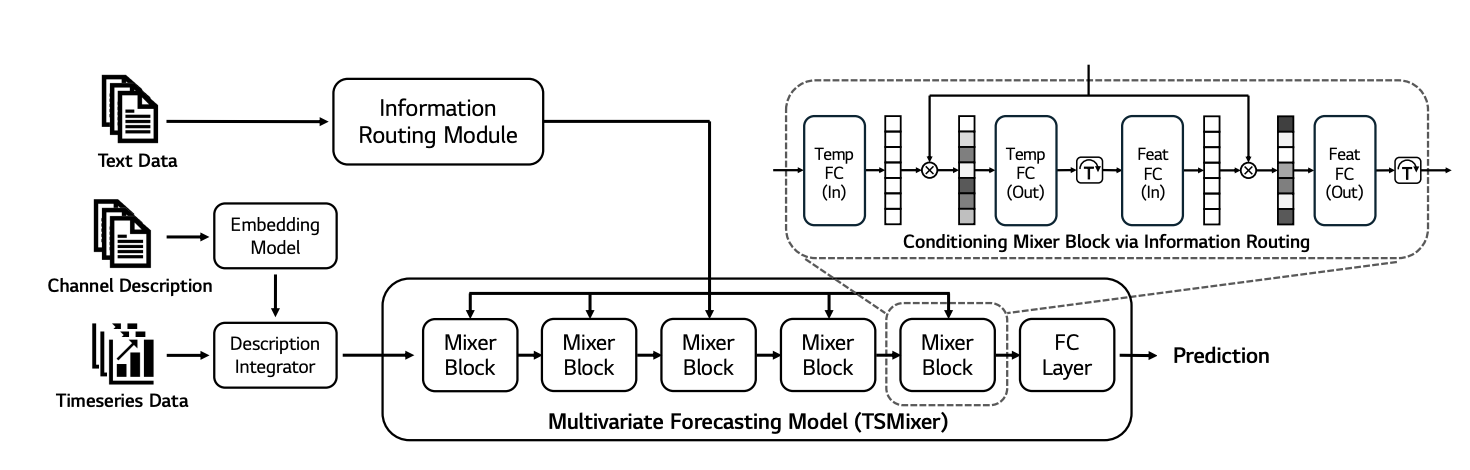 Text Data
Information
Routing Module
Channel Description
Embedding
Model
Timeseries Data
Description
Integrator
Mixer
Block
Mixer
Block
Mixer
Block
Mixer
Block
Mixer
Block
FC
Layer
Prediction
Multivariate Forecasting Model (TSMixer)
Temp
FC
(In)
Temp
FC
(Out)
T
Feat
FC
(In)
Feat
FC
(Out)
T
Conditioning Mixer Block via Information Routing